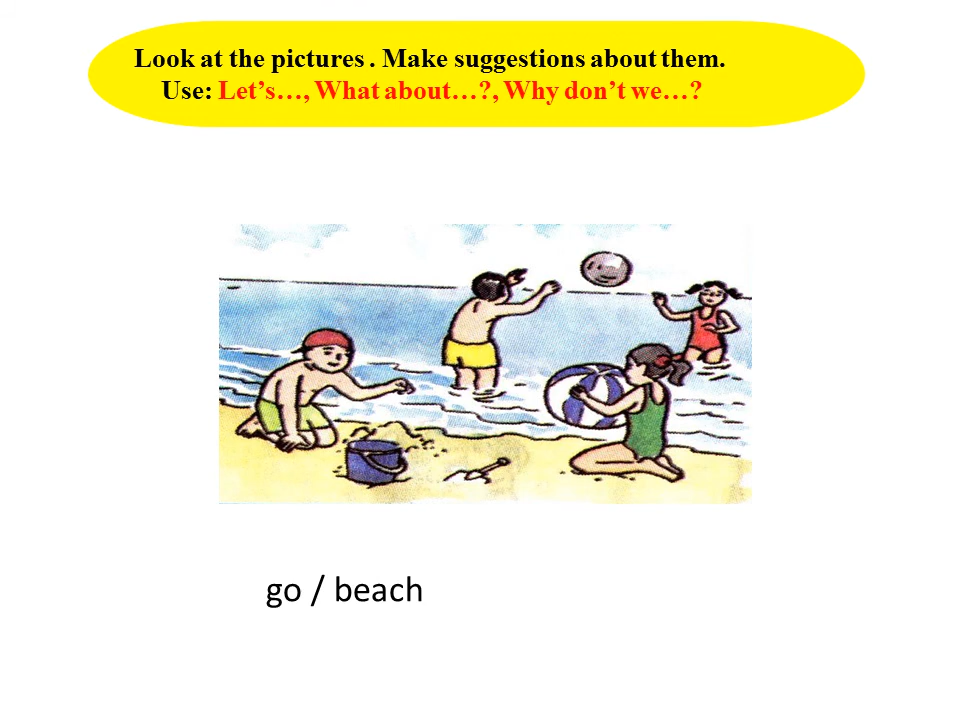 Look at the pictures . Make suggestions about them.
Use: Let’s…, What about…?, Why don’t we…?
go / beach